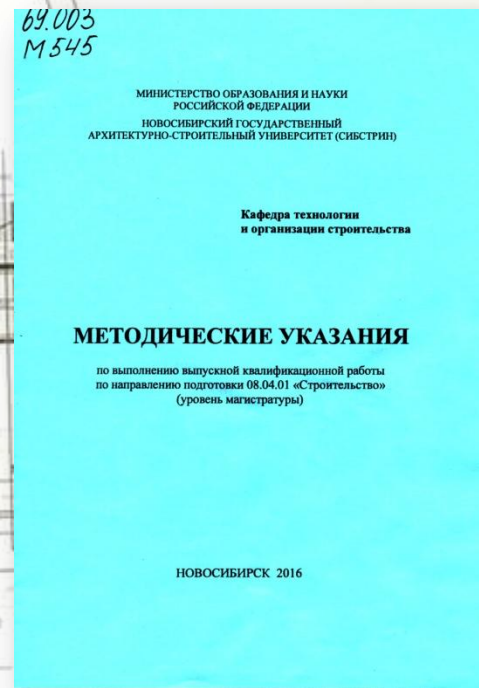 69.003
М545
МИНИСТЕРСТВО ОБРАЗОВАНИЯ И НАУКИ
РОССИЙСКОЙ ФЕДЕРАЦИИ
НОВОСИБИРСКИЙ ГОСУДАРСТВЕННЫЙ
АРХИТЕКТУРНО-СТРОИТЕЛЬНЫЙ УНИВЕРСИТЕТ (СИБСТРИН)
Кафедра технологии
и организации строительства
МЕТОДИЧЕСКИЕ УКАЗАНИЯ
по выполнению выпускной квалификационной работы
по направлению подготовки 08.04.01 «Строительство»
(уровень магистратуры)
НОВОСИБИРСК 2016